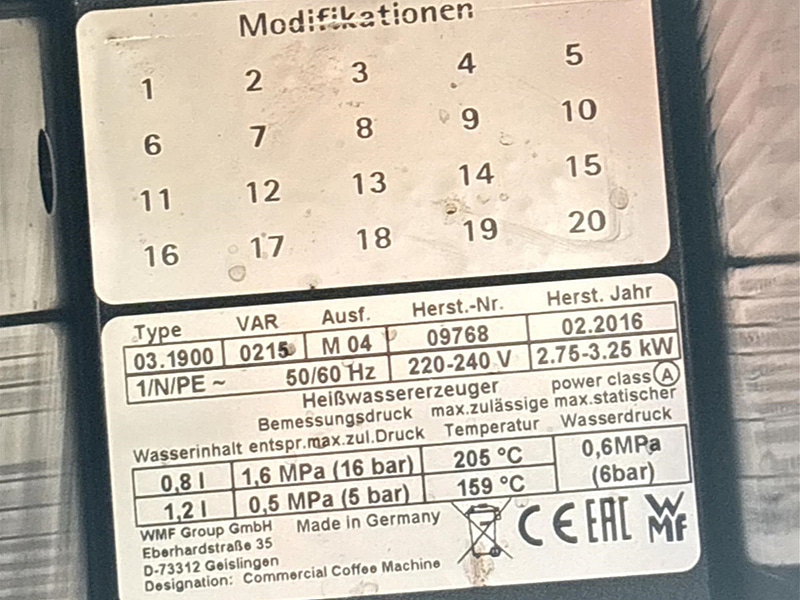 Modifikationen
1 2 3 4 5
6 7 8 9 10
11 12 13 14 15
16 17 18 19 20
Type VAR Ausf. Herst.-Nr. Herst. Jahr
03.1900 0215 M 04 09768 02.2016
1/N/PE ~ 50/60 Hz 220-240 V 2.75-3.25 kW
Heißwassererzeuger power class A
Bemessungsdruck max.zulässige max.statischer
Wasserinhalt entspr.max.zul.Druck Temperatur Wasserdruck
0,8 l 1,6 MPa (16 bar) 205 °C 0,6MPa
1,2 l 0,5 MPa (5 bar) 159 °C (6bar)
WMF Group GmbH Made in Germany
Eberhardstraße 35
D-73312 Geislingen
Designation: Commercial Coffee Machine
CE EAC WMF